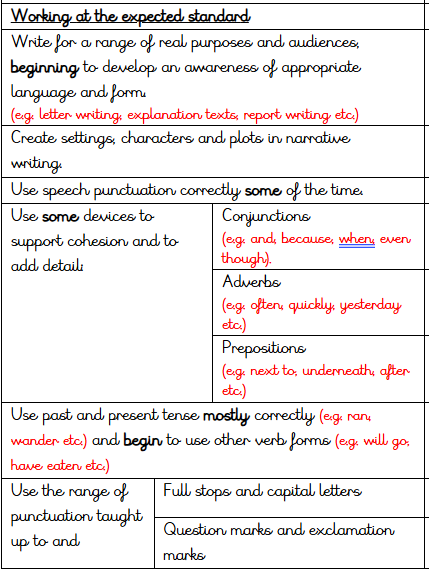 Working at the expected standard
Write for a range of real purposes and audiences,
beginning to develop an awareness of appropriate
language and form.
(e.g. letter writing, explanation texts, report writing etc.)
Create settings, characters and plots in narrative
writing.
Use speech punctuation correctly some of the time.
Use some devices to
support cohesion and to
add detail:
Conjunctions
(e.g. and, because, when, even
though).
Adverbs
(e.g. often, quickly, yesterday
etc.)
Prepositions
(e.g. next to, underneath, after
etc.)
Use past and present tense mostly correctly (e.g. ran,
wander etc.) and begin to use other verb forms (e.g. will go,
have eaten etc.)
Use the range of
punctuation taught
up to and
Full stops and capital letters
Question marks and exclamation
marks